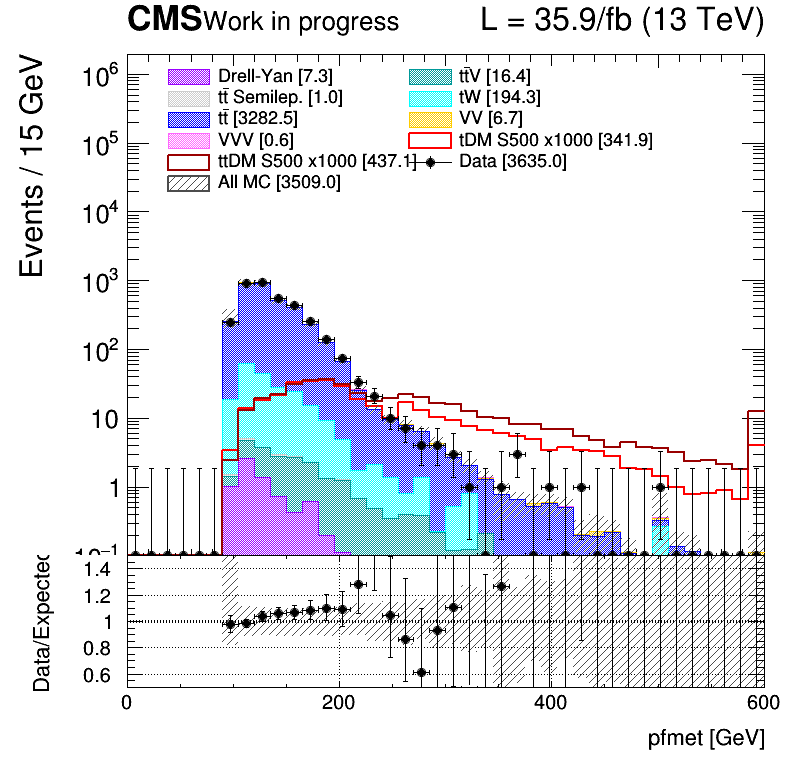 CMS Work in progress L = 35.9/fb (13 TeV)
Events / 15 GeV
10⁶
10⁵
10⁴
10³
10²
10
1
10⁻¹
Drell-Yan [7.3] tt̄V [16.4]
tt̄ Semilep. [1.0] tW [194.3]
tt̄ [3282.5] VV [6.7]
VVV [0.6] tDM S500 x1000 [341.9]
ttDM S500 x1000 [437.1] Data [3635.0]
All MC [3509.0]
Data/Expected
1.4
1.2
1
0.8
0.6
0 200 400 600
pfmet [GeV]